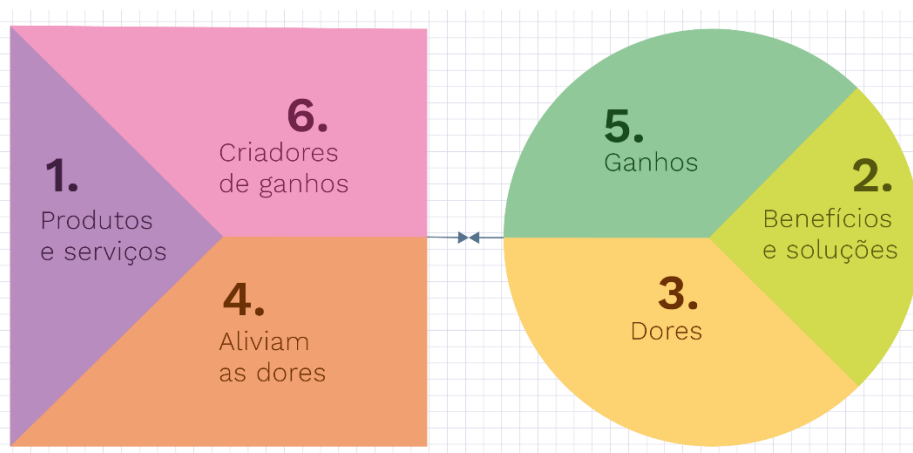 1.
Produtos
e serviços
6.
Criadores
de ganhos
4.
Aliviam
as dores
5.
Ganhos
2.
Benefícios
e soluções
3.
Dores